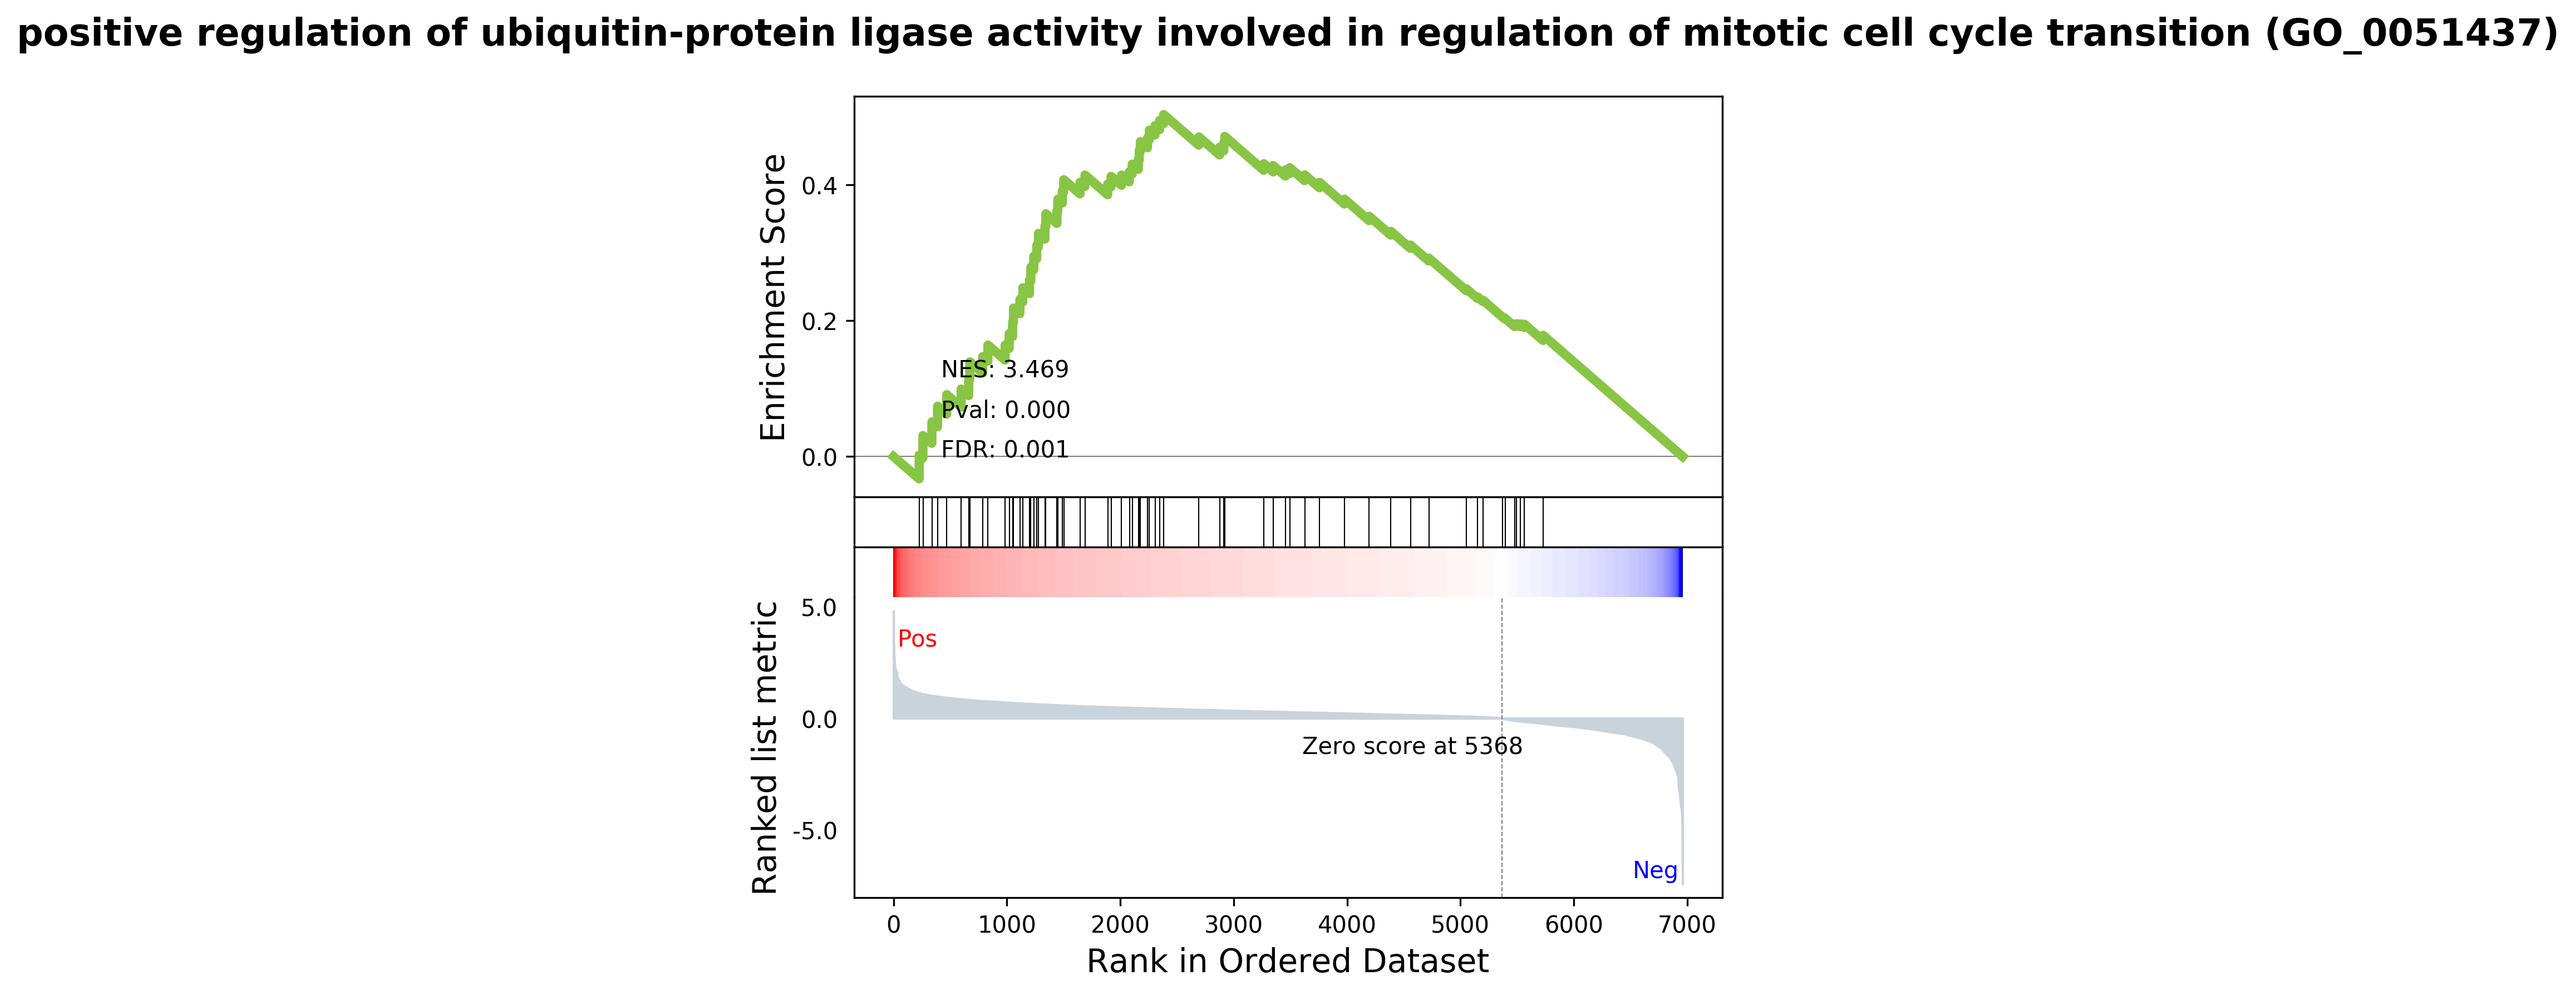 positive regulation of ubiquitin-protein ligase activity involved in regulation of mitotic cell cycle transition (GO_0051437)
Enrichment Score
0.4
0.2
0.0
NES: 3.469
Pval: 0.000
FDR: 0.001
Ranked list metric
5.0
0.0
-5.0
Pos
Zero score at 5368
Neg
0 1000 2000 3000 4000 5000 6000 7000
Rank in Ordered Dataset